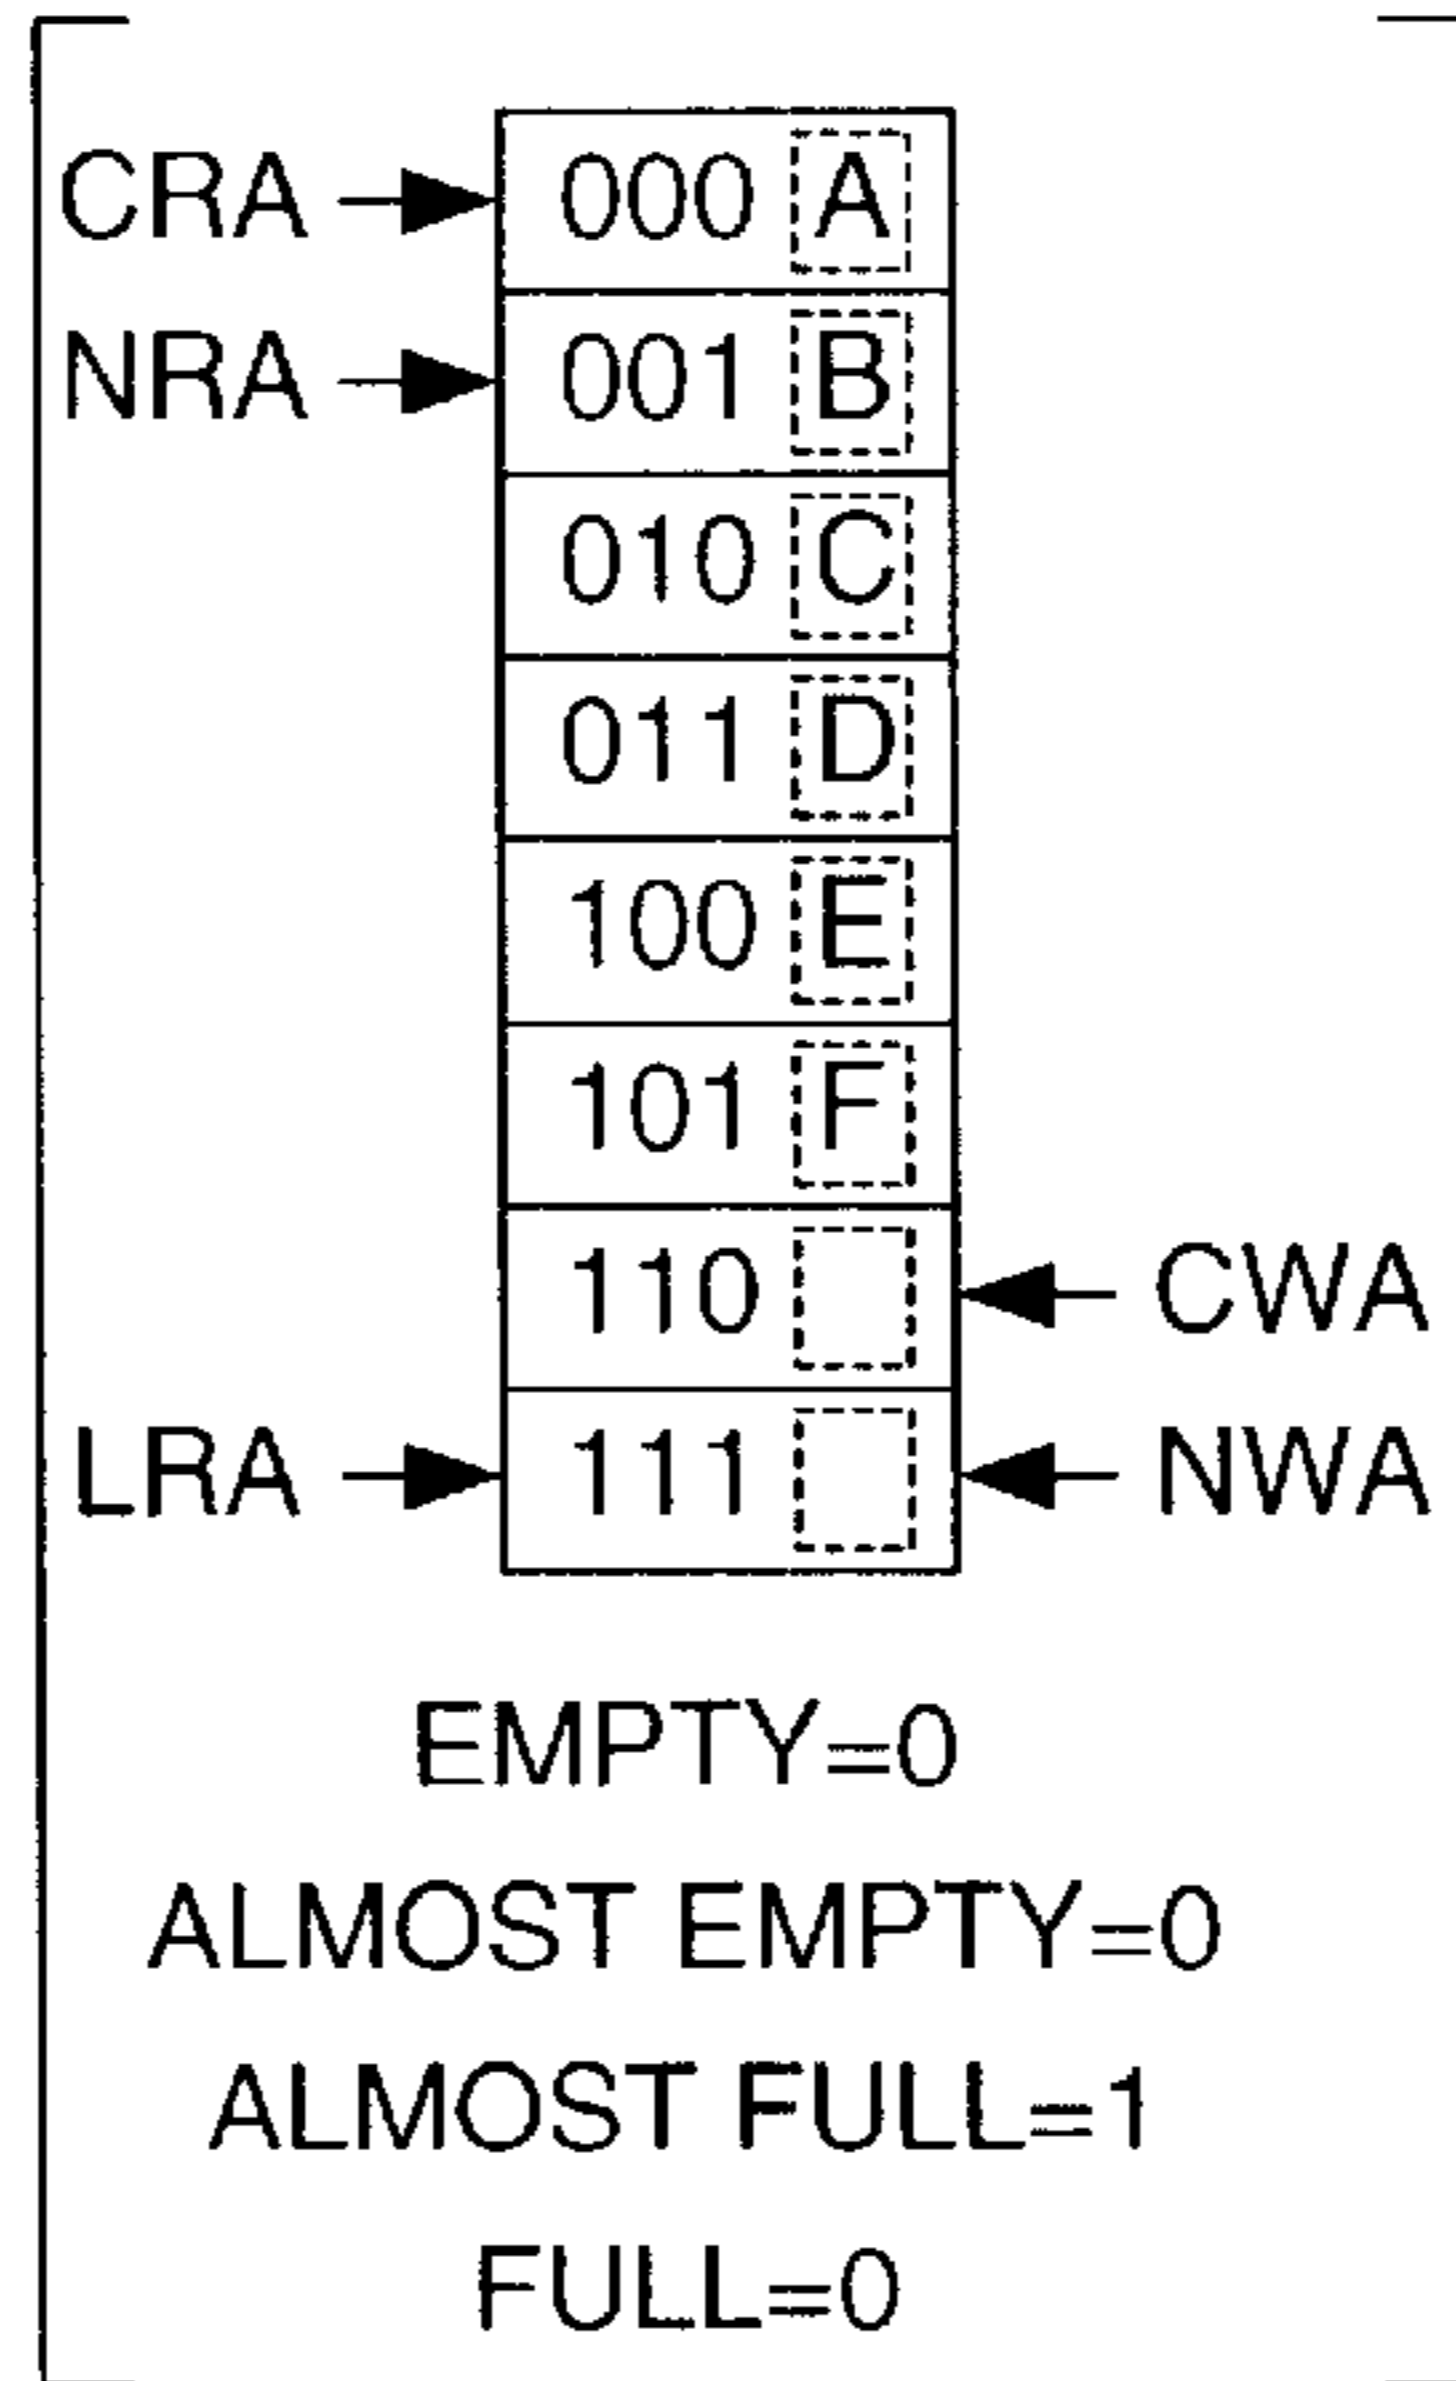 CRA 000 A
NRA 001 B
010 C
011 D
100 E
101 F
110 CWA
LRA 111 NWA
EMPTY=0
ALMOST EMPTY=0
ALMOST FULL=1
FULL=0